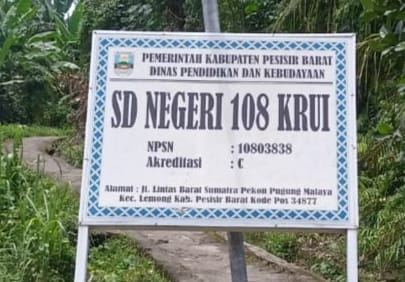 PEMERINTAH KABUPATEN PESISIR BARAT
DINAS PENDIDIKAN DAN KEBUDAYAAN
SD NEGERI 108 KRUI
NPSN : 10803838
Akreditasi : C
Alamat : Jl. Lintas Barat Sumatra Pekon Pugung Malaya
Kec. Lemong Kab. Pesisir Barat Kode Pos 34877